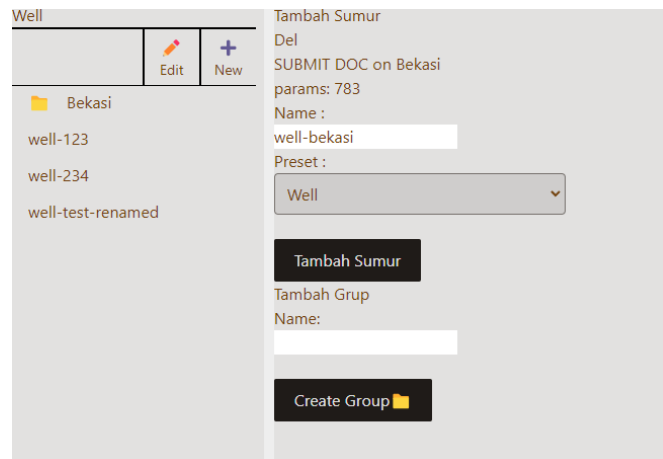 Well
Edit
New
Bekasi
well-123
well-234
well-test-renamed
Tambah Sumur
Del
SUBMIT DOC on Bekasi
params: 783
Name :
well-bekasi
Preset :
Well
Tambah Sumur
Tambah Grup
Name:
Create Group